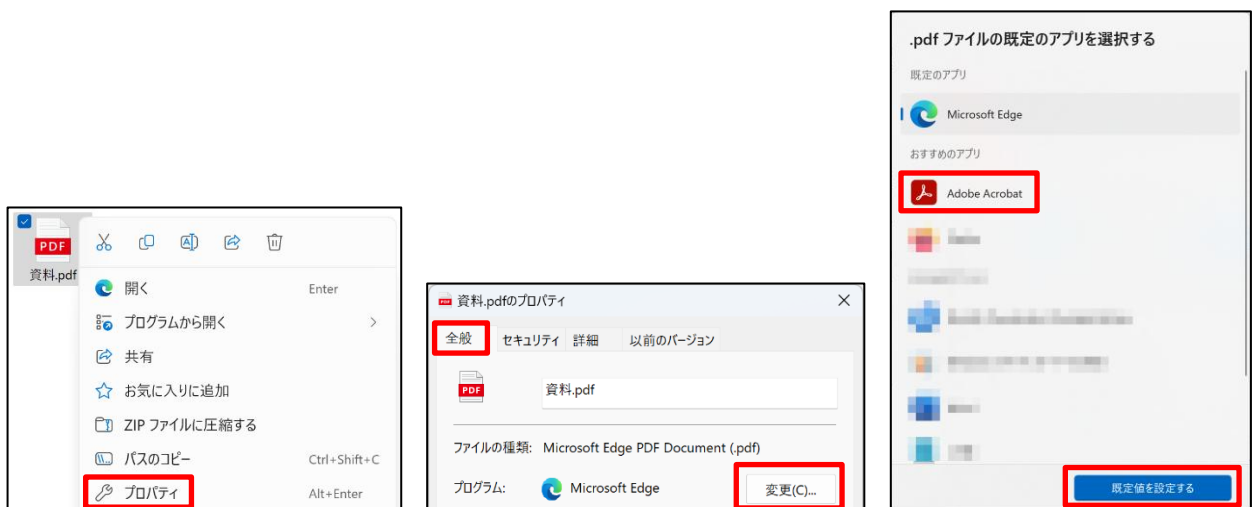 PDF
資料.pdf
開く Enter
プログラムから開く
共有
お気に入りに追加
ZIP ファイルに圧縮する
パスのコピー Ctrl+Shift+C
プロパティ Alt+Enter
資料.pdfのプロパティ
全般 セキュリティ 詳細 以前のバージョン
PDF
資料.pdf
ファイルの種類: Microsoft Edge PDF Document (.pdf)
プログラム: Microsoft Edge 変更(C)...
.pdf ファイルの既定のアプリを選択する
既定のアプリ
Microsoft Edge
おすすめのアプリ
Adobe Acrobat
既定値を設定する